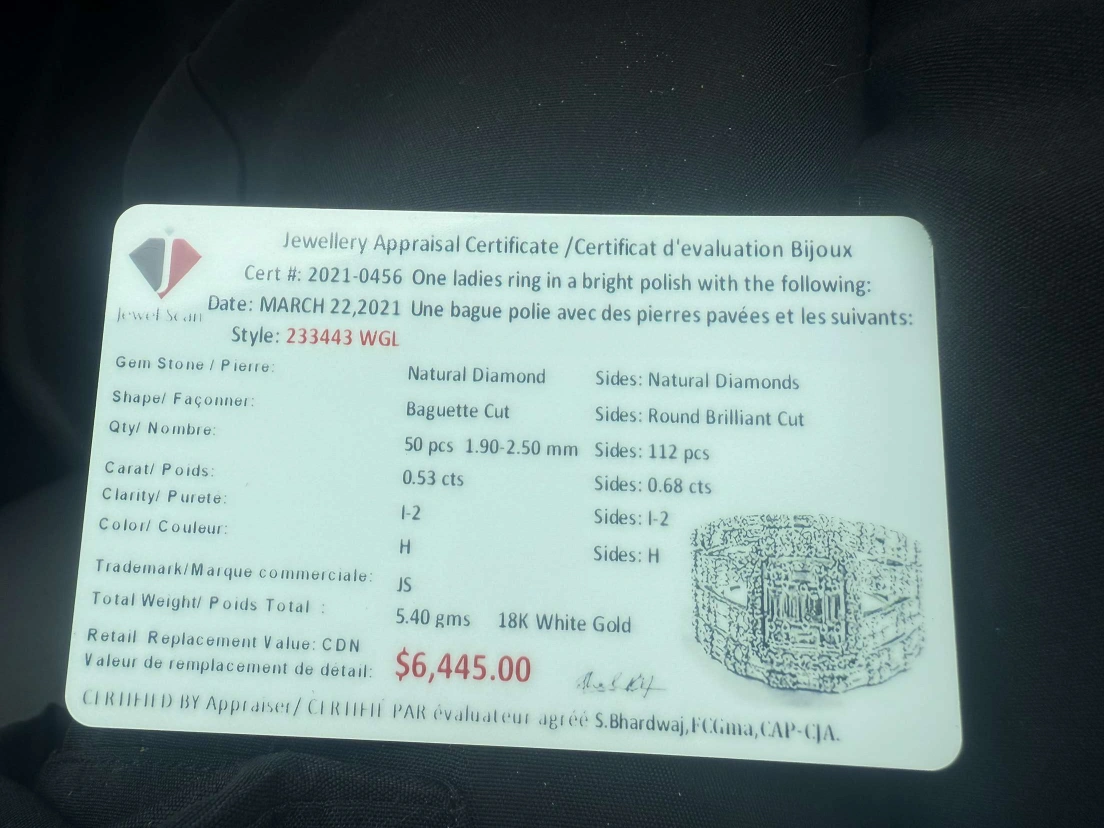 Jewellery Appraisal Certificate /Certificat d'evaluation Bijoux
Cert #: 2021-0456 One ladies ring in a bright polish with the following:
Jewel Scan
Date: MARCH 22,2021 Une bague polie avec des pierres pavées et les suivants:
Style: 233443 WGL
Gem Stone / Pierre: Natural Diamond Sides: Natural Diamonds
Shape/ Façonner: Baguette Cut Sides: Round Brilliant Cut
Qty/ Nombre: 50 pcs 1.90-2.50 mm Sides: 112 pcs
Carat/ Poids: 0.53 cts Sides: 0.68 cts
Clarity/ Pureté: I-2 Sides: I-2
Color/ Couleur: H Sides: H
Trademark/Marque commerciale: JS
Total Weight/ Poids Total : 5.40 gms 18K White Gold
Retail Replacement Value: CDN
Valeur de remplacement de détail: $6,445.00
CERTIFIED BY Appraiser/ CERTIFIÉ PAR évaluateur agréé S.Bhardwaj,FCGma,CAP-CJA.